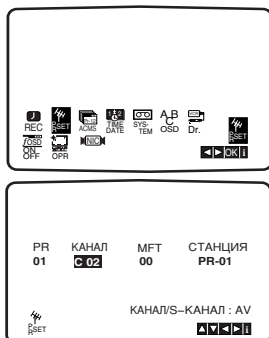 REC PR SET ACMS TIME DATE SYS-TEM A B C OSD Dr. PR SET
f OSD ON OFF OPR NIC
OK i
PR КАНАЛ MFT СТАНЦИЯ
01 C 02 00 PR-01
КАНАЛ/S–КАНАЛ : AV
PR SET
i